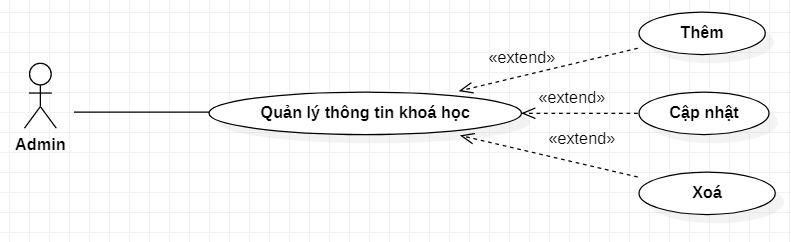 Thêm
«extend»
«extend»
Quản lý thông tin khoá học
Cập nhật
«extend»
Admin
Xoá